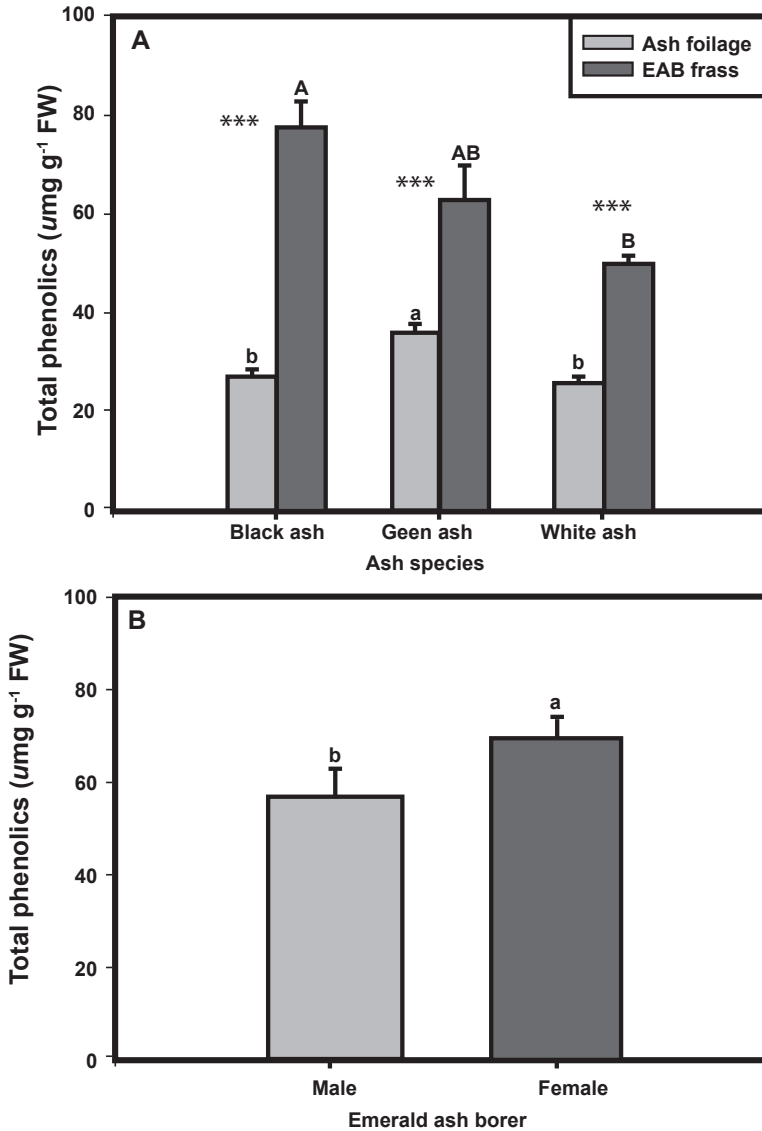 A
Ash foliage
EAB frass
Total phenolics (umg g-1 FW)
100
80
60
40
20
0
***
A
b
***
AB
a
***
B
b
Black ash
Geen ash
White ash
Ash species
B
Total phenolics (umg g-1 FW)
100
80
60
40
20
0
b
a
Male
Female
Emerald ash borer